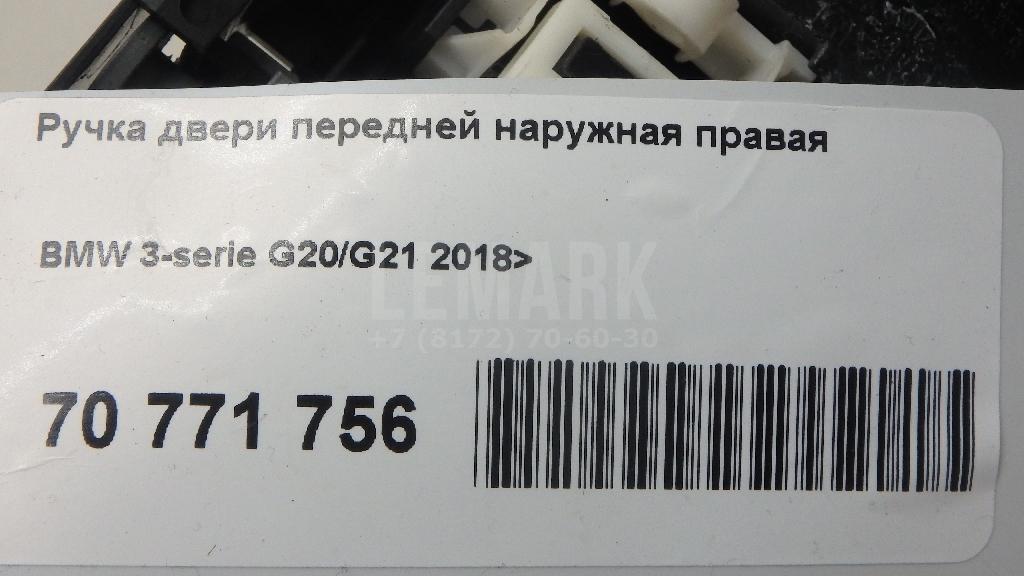 Ручка двери передней наружная правая
BMW 3-serie G20/G21 2018>
LEMARK
+7 (8172) 70-60-30
70 771 756